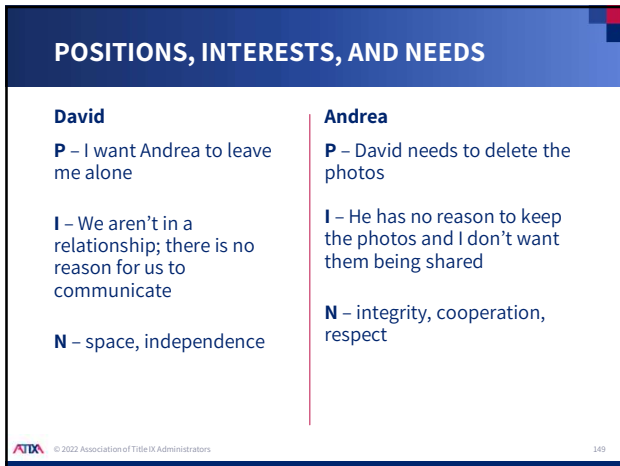 POSITIONS, INTERESTS, AND NEEDS
David
P – I want Andrea to leave
me alone
I – We aren’t in a
relationship; there is no
reason for us to
communicate
N – space, independence
Andrea
P – David needs to delete the
photos
I – He has no reason to keep
the photos and I don’t want
them being shared
N – integrity, cooperation,
respect
ATIXA © 2022 Association of Title IX Administrators
149